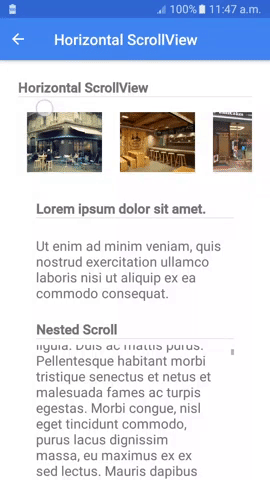 100% 11:47 a.m.
Horizontal ScrollView
Horizontal ScrollView
Lorem ipsum dolor sit amet.
Ut enim ad minim veniam, quis
nostrud exercitation ullamco
laboris nisi ut aliquip ex ea
commodo consequat.
Nested Scroll
ligula. Duis ac mattis purus.
Pellentesque habitant morbi
tristique senectus et netus et
malesuada fames ac turpis
egestas. Morbi congue, nisl
eget tincidunt commodo,
purus lacus dignissim
massa, eu maximus ex ex
sed lectus. Mauris dapibus